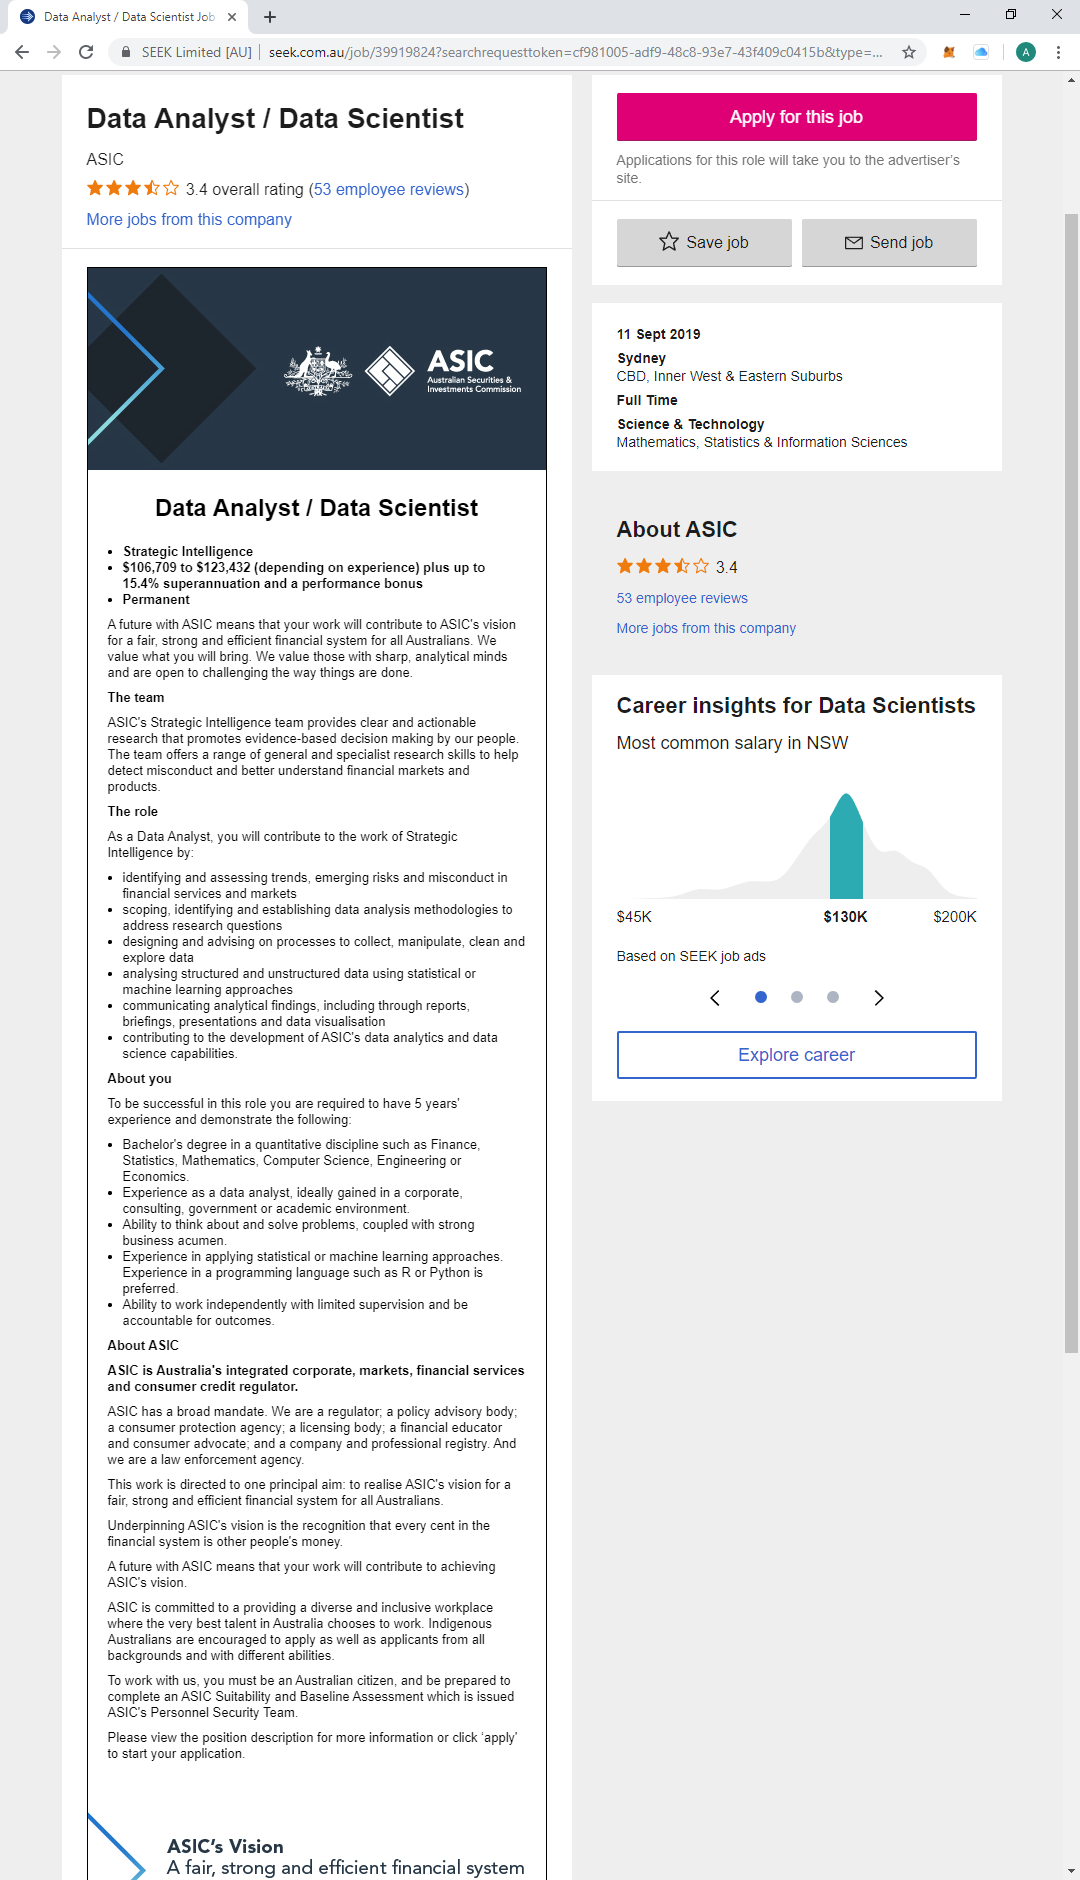 Data Analyst / Data Scientist Job
SEEK Limited [AU]
seek.com.au/job/39919824?searchrequesttoken=cf981005-adf9-48c8-93e7-43f409c0415b&type=...
A
Data Analyst / Data Scientist
ASIC
3.4 overall rating (53 employee reviews)
More jobs from this company
ASIC
Australian Securities &
Investments Commission
Data Analyst / Data Scientist
• Strategic Intelligence
• $106,709 to $123,432 (depending on experience) plus up to
15.4% superannuation and a performance bonus
• Permanent
A future with ASIC means that your work will contribute to ASIC's vision
for a fair, strong and efficient financial system for all Australians. We
value what you will bring. We value those with sharp, analytical minds
and are open to challenging the way things are done.
The team
ASIC's Strategic Intelligence team provides clear and actionable
research that promotes evidence-based decision making by our people.
The team offers a range of general and specialist research skills to help
detect misconduct and better understand financial markets and
products.
The role
As a Data Analyst, you will contribute to the work of Strategic
Intelligence by:
• identifying and assessing trends, emerging risks and misconduct in
financial services and markets
• scoping, identifying and establishing data analysis methodologies to
address research questions
• designing and advising on processes to collect, manipulate, clean and
explore data
• analysing structured and unstructured data using statistical or
machine learning approaches
• communicating analytical findings, including through reports,
briefings, presentations and data visualisation
• contributing to the development of ASIC's data analytics and data
science capabilities.
About you
To be successful in this role you are required to have 5 years'
experience and demonstrate the following:
• Bachelor's degree in a quantitative discipline such as Finance,
Statistics, Mathematics, Computer Science, Engineering or
Economics.
• Experience as a data analyst, ideally gained in a corporate,
consulting, government or academic environment.
• Ability to think about and solve problems, coupled with strong
business acumen.
• Experience in applying statistical or machine learning approaches.
Experience in a programming language such as R or Python is
preferred.
• Ability to work independently with limited supervision and be
accountable for outcomes.
About ASIC
ASIC is Australia's integrated corporate, markets, financial services
and consumer credit regulator.
ASIC has a broad mandate. We are a regulator; a policy advisory body;
a consumer protection agency; a licensing body; a financial educator
and consumer advocate; and a company and professional registry. And
we are a law enforcement agency.
This work is directed to one principal aim: to realise ASIC's vision for a
fair, strong and efficient financial system for all Australians.
Underpinning ASIC's vision is the recognition that every cent in the
financial system is other people's money.
A future with ASIC means that your work will contribute to achieving
ASIC's vision.
ASIC is committed to a providing a diverse and inclusive workplace
where the very best talent in Australia chooses to work. Indigenous
Australians are encouraged to apply as well as applicants from all
backgrounds and with different abilities.
To work with us, you must be an Australian citizen, and be prepared to
complete an ASIC Suitability and Baseline Assessment which is issued
ASIC's Personnel Security Team.
Please view the position description for more information or click ‘apply’
to start your application.
ASIC's Vision
A fair, strong and efficient financial system
Apply for this job
Applications for this role will take you to the advertiser's
site.
Save job
Send job
11 Sept 2019
Sydney
CBD, Inner West & Eastern Suburbs
Full Time
Science & Technology
Mathematics, Statistics & Information Sciences
About ASIC
3.4
53 employee reviews
More jobs from this company
Career insights for Data Scientists
Most common salary in NSW
$45K $130K $200K
Based on SEEK job ads
Explore career